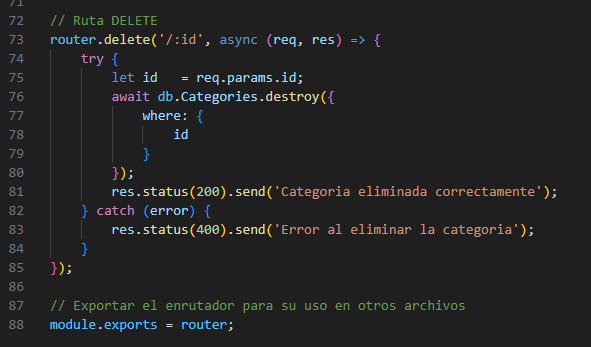 71
72 // Ruta DELETE
73 router.delete('/:id', async (req, res) => {
74     try {
75         let id   = req.params.id;
76         await db.Categories.destroy({
77             where: {
78                 id
79             }
80         });
81         res.status(200).send('Categoria eliminada correctamente');
82     } catch (error) {
83         res.status(400).send('Error al eliminar la categoria');
84     }
85 });
86
87 // Exportar el enrutador para su uso en otros archivos
88 module.exports = router;